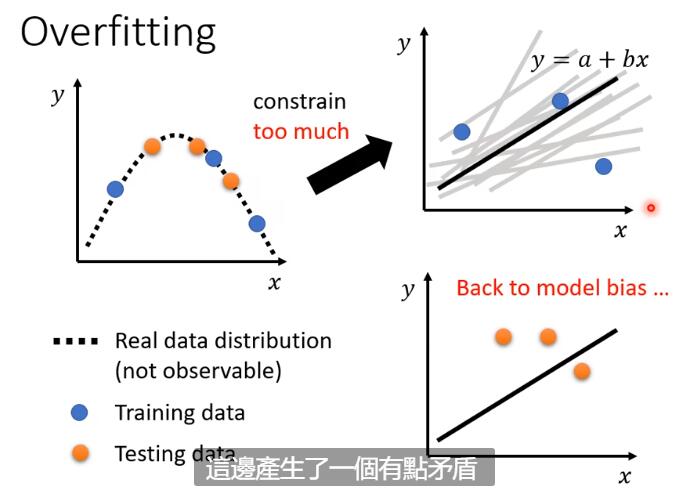 Overfitting
y
x
constrain
too much
y
y = a + bx
x
Back to model bias ...
y
x
Real data distribution
(not observable)
Training data
Testing data
這邊產生了一個有點矛盾